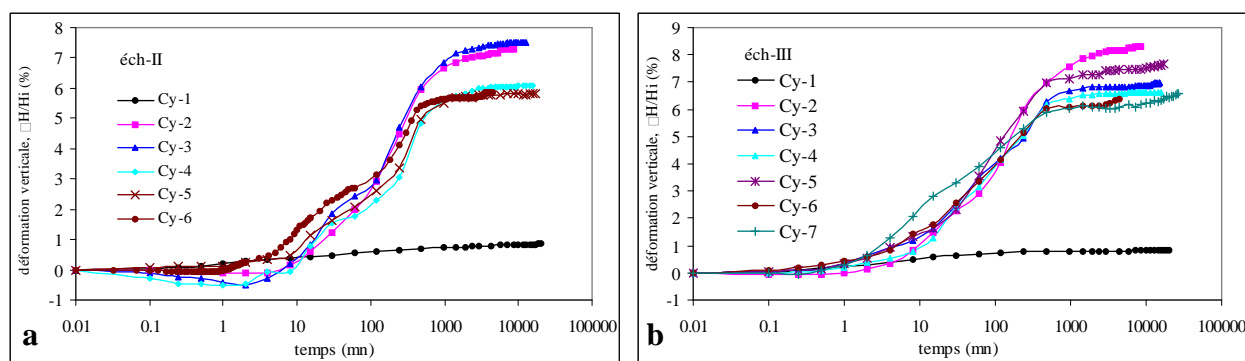 8
7
6
5
4
3
2
1
0
-1
déformation verticale, □H/Hi (%)
éch-II
Cy-1
Cy-2
Cy-3
Cy-4
Cy-5
Cy-6
0.01 0.1 1 10 100 1000 10000 100000
temps (mn)
a
9
8
7
6
5
4
3
2
1
0
-1
déformation verticale, □H/Hi (%)
éch-III
Cy-1
Cy-2
Cy-3
Cy-4
Cy-5
Cy-6
Cy-7
0.01 0.1 1 10 100 1000 10000 100000
temps (mn)
b